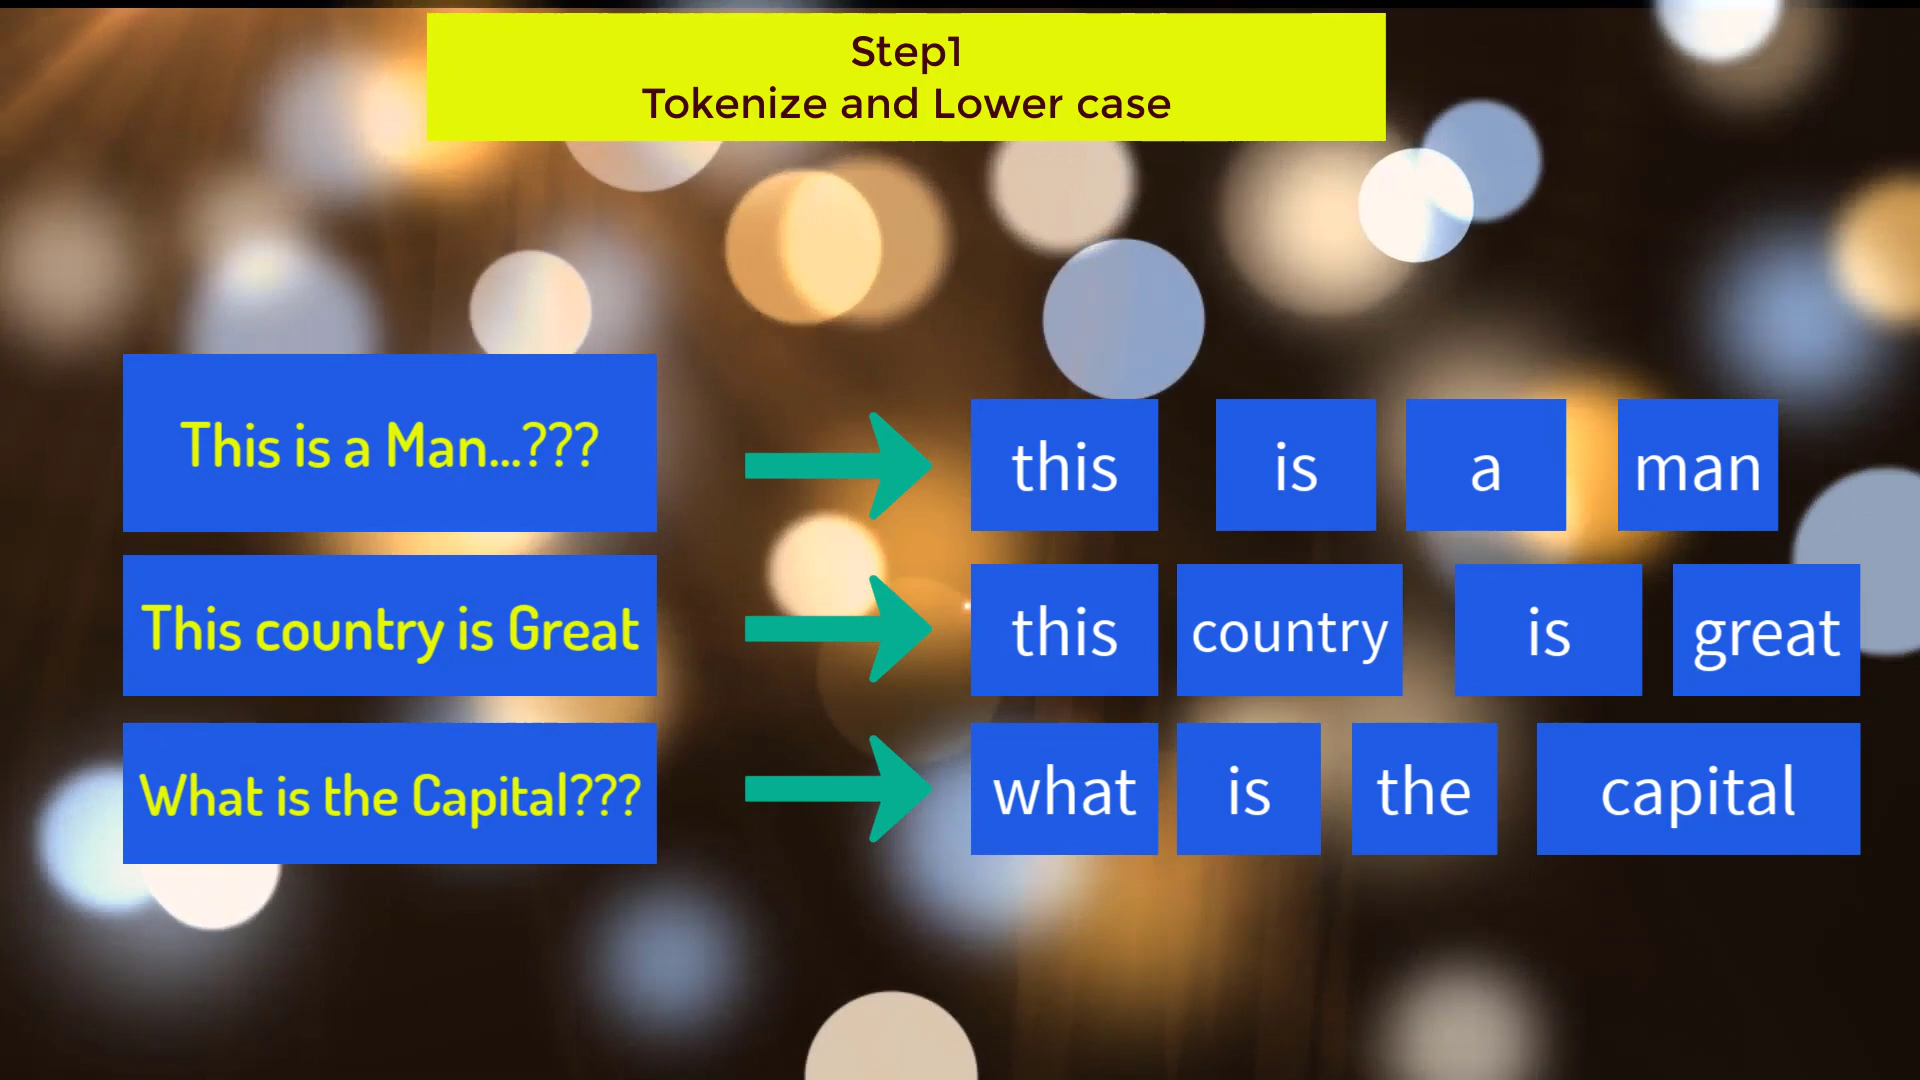 Step1
Tokenize and Lower case
This is a Man...???
this is a man
This country is Great
this country is great
What is the Capital???
what is the capital